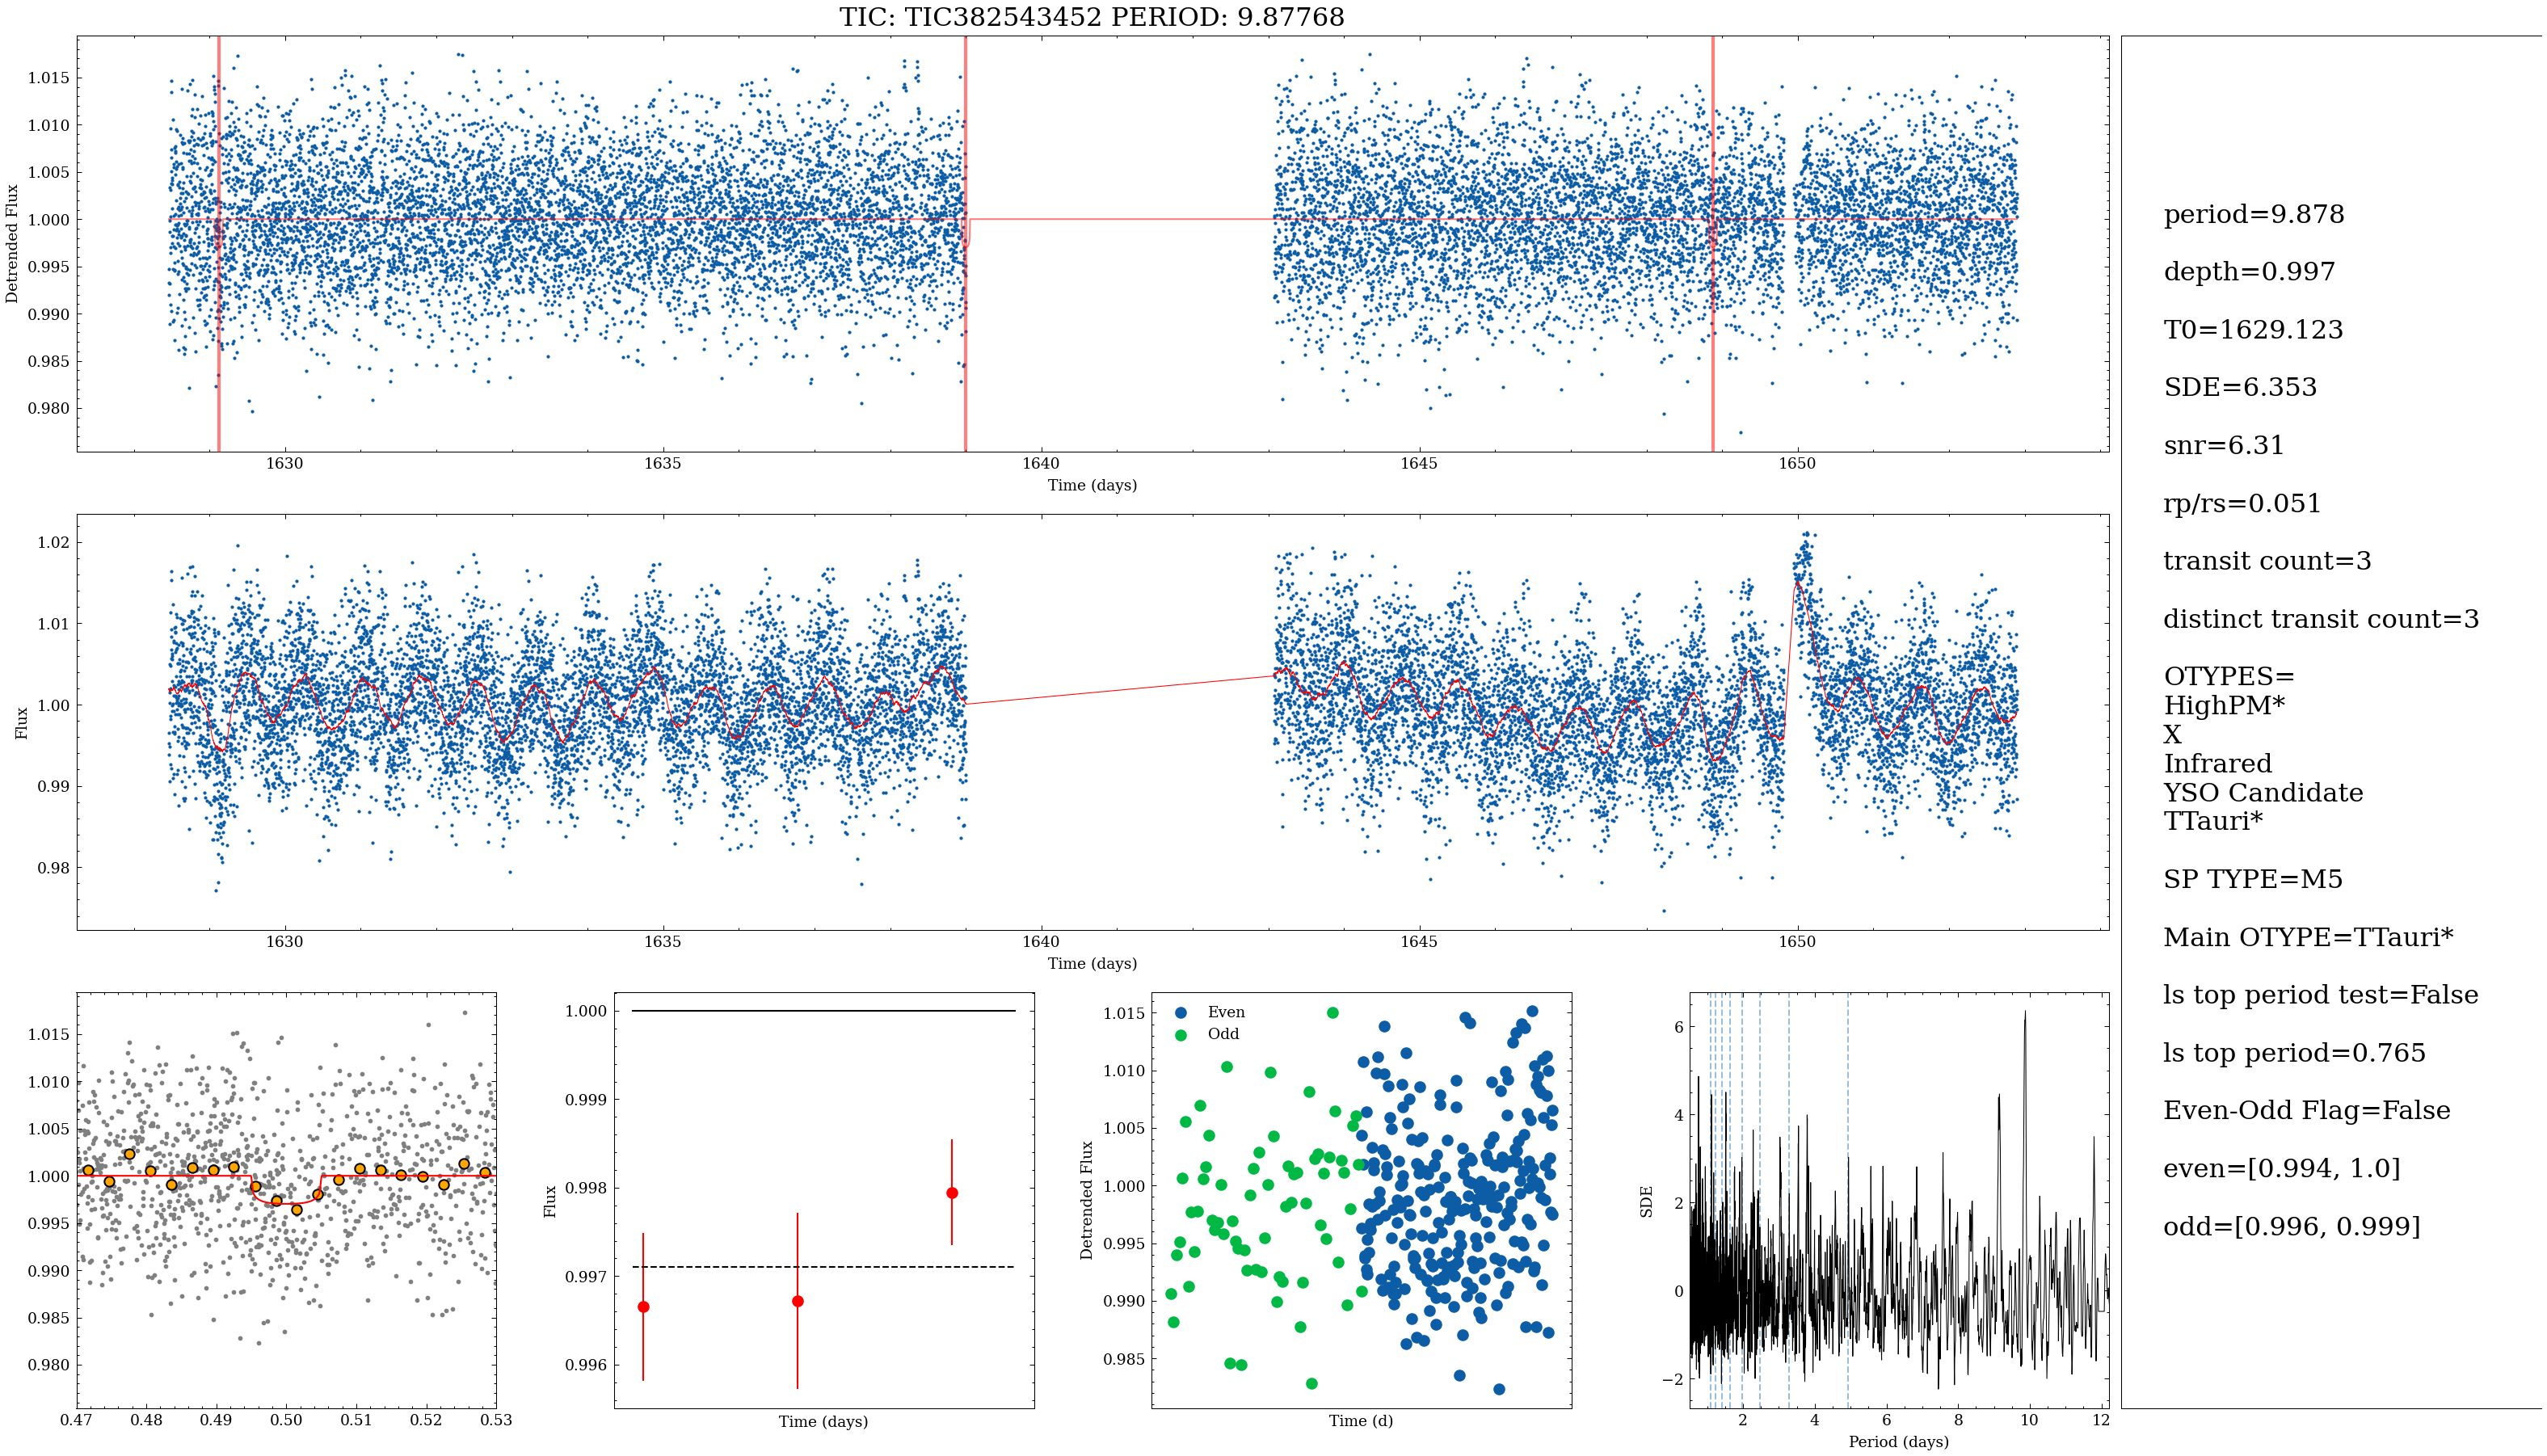 TIC: TIC382543452 PERIOD: 9.87768
Detrended Flux
1.015
1.010
1.005
1.000
0.995
0.990
0.985
0.980
1630 1635 1640 1645 1650
Time (days)
Flux
1.02
1.01
1.00
0.99
0.98
1630 1635 1640 1645 1650
Time (days)
1.015
1.010
1.005
1.000
0.995
0.990
0.985
0.980
0.47 0.48 0.49 0.50 0.51 0.52 0.53
Flux
1.000
0.999
0.998
0.997
0.996
Time (days)
Detrended Flux
1.015
1.010
1.005
1.000
0.995
0.990
0.985
Even
Odd
Time (d)
SDE
6
4
2
0
−2
2 4 6 8 10 12
Period (days)
period=9.878
depth=0.997
T0=1629.123
SDE=6.353
snr=6.31
rp/rs=0.051
transit count=3
distinct transit count=3
OTYPES=
HighPM*
X
Infrared
YSO Candidate
TTauri*
SP TYPE=M5
Main OTYPE=TTauri*
ls top period test=False
ls top period=0.765
Even-Odd Flag=False
even=[0.994, 1.0]
odd=[0.996, 0.999]